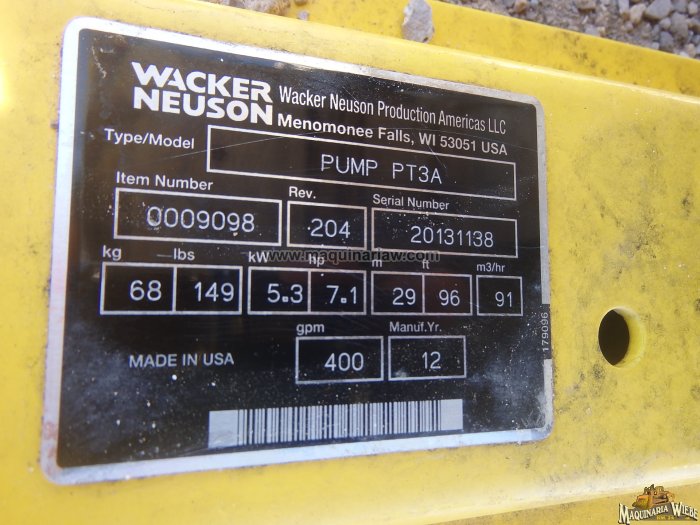 WACKER NEUSON
Wacker Neuson Production Americas LLC
Menomonee Falls, WI 53051 USA
Type/Model PUMP PT3A
Item Number Rev. Serial Number
0009098 204 20131138
www.maquinariaw.com
kg lbs kW hp m ft m3/hr
68 149 5.3 7.1 29 96 91
gpm Manuf.Yr.
MADE IN USA 400 12
179096
MAQUINARIA WIEBE